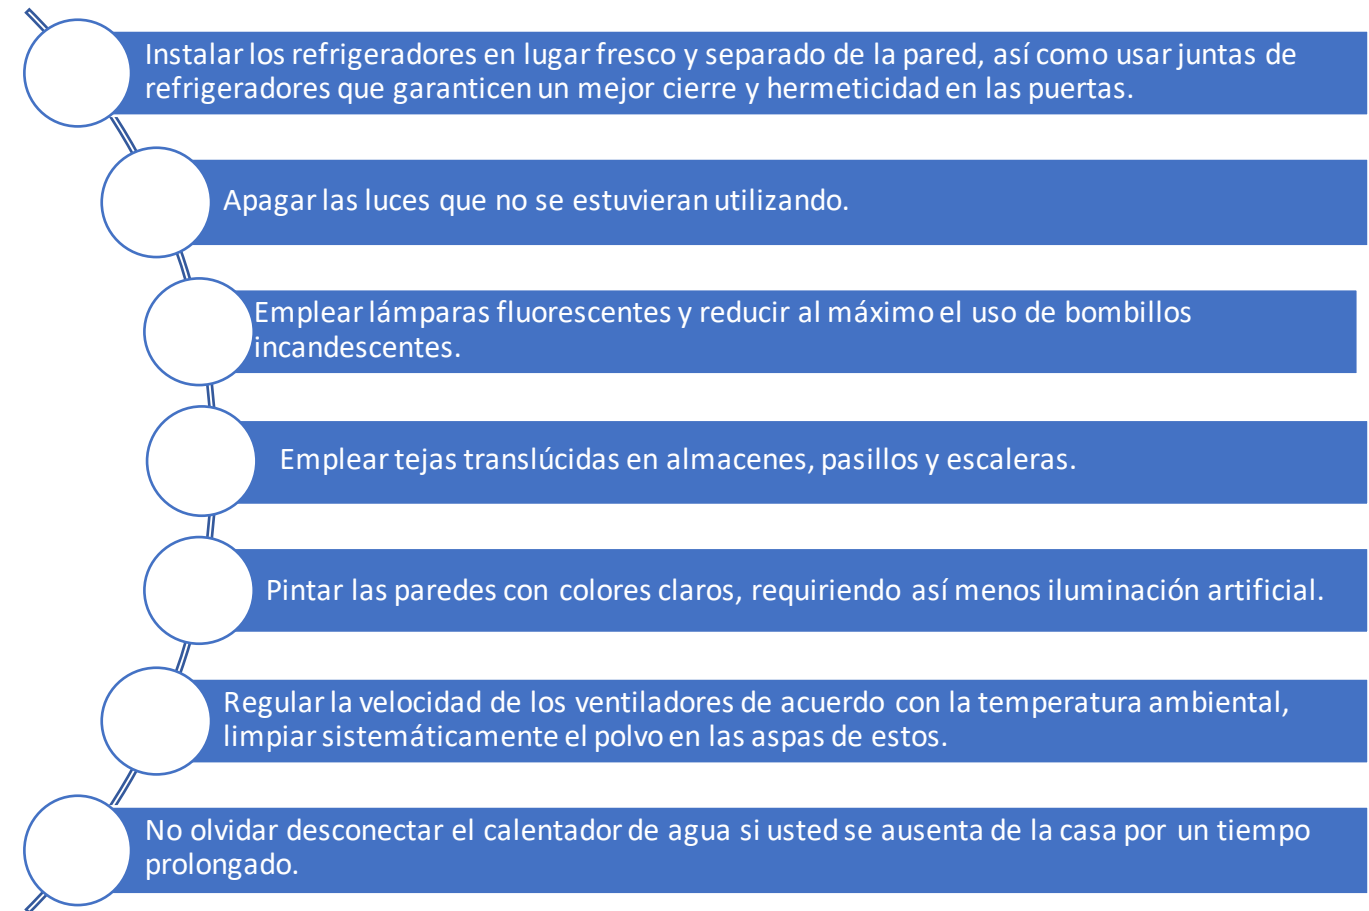 Instalar los refrigeradores en lugar fresco y separado de la pared, así como usar juntas de
refrigeradores que garanticen un mejor cierre y hermeticidad en las puertas.
Apagar las luces que no se estuvieran utilizando.
Emplear lámparas fluorescentes y reducir al máximo el uso de bombillos
incandescentes.
Emplear tejas translúcidas en almacenes, pasillos y escaleras.
Pintar las paredes con colores claros, requiriendo así menos iluminación artificial.
Regular la velocidad de los ventiladores de acuerdo con la temperatura ambiental,
limpiar sistemáticamente el polvo en las aspas de estos.
No olvidar desconectar el calentador de agua si usted se ausenta de la casa por un tiempo
prolongado.